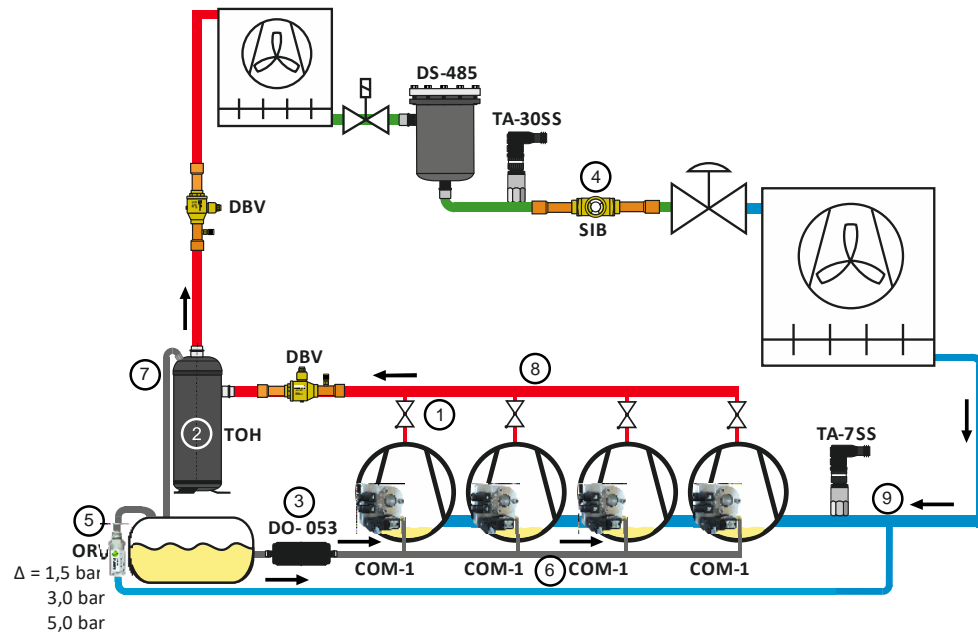 DS-485
TA-30SS
4
SIB
DBV
7
DBV
8
1
2
TOH
TA-7SS
3
9
5
DO- 053
ORV
COM-1
COM-1
COM-1
COM-1
6
Δ = 1,5 bar
3,0 bar
5,0 bar